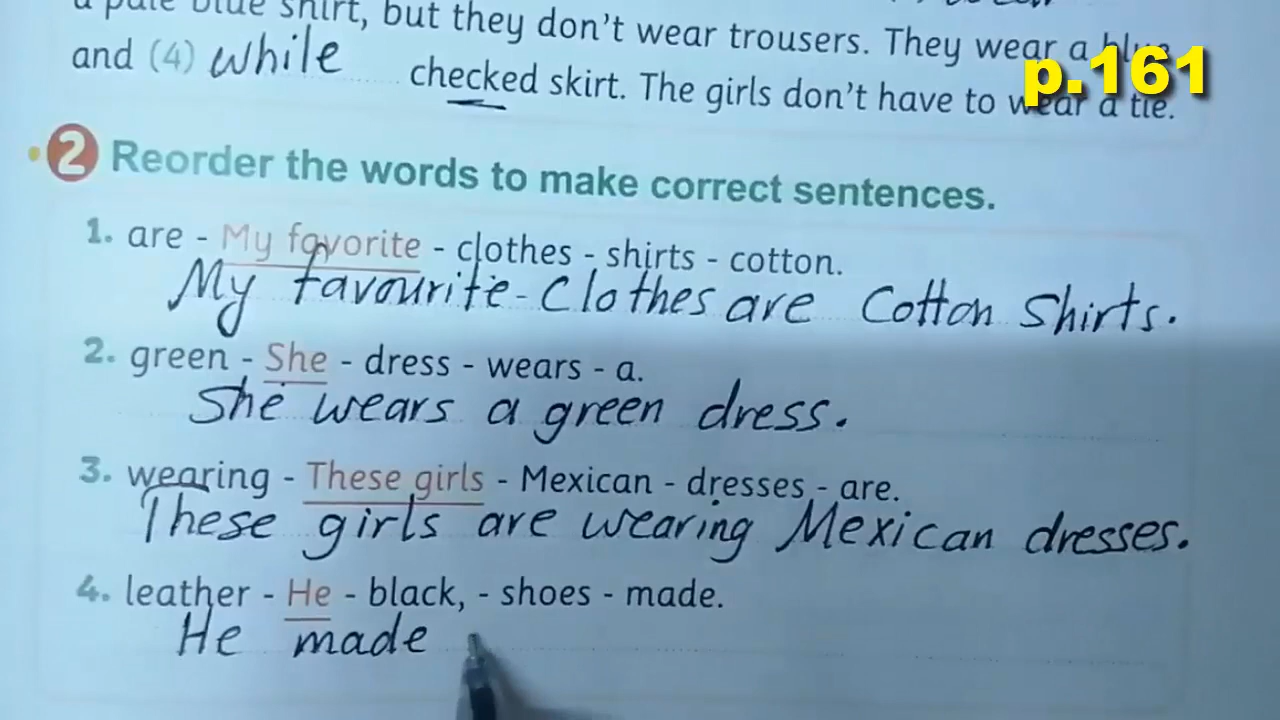 a pale blue shirt, but they don't wear trousers. They wear a blue
and (4) while checked skirt. The girls don't have to wear a tie.
p.161
2 Reorder the words to make correct sentences.
1. are - My favorite - clothes - shirts - cotton.
My favourite - Clothes are Cotton Shirts.
2. green - She - dress - wears - a.
She wears a green dress.
3. wearing - These girls - Mexican - dresses - are.
These girls are wearing Mexican dresses.
4. leather - He - black, - shoes - made.
He made